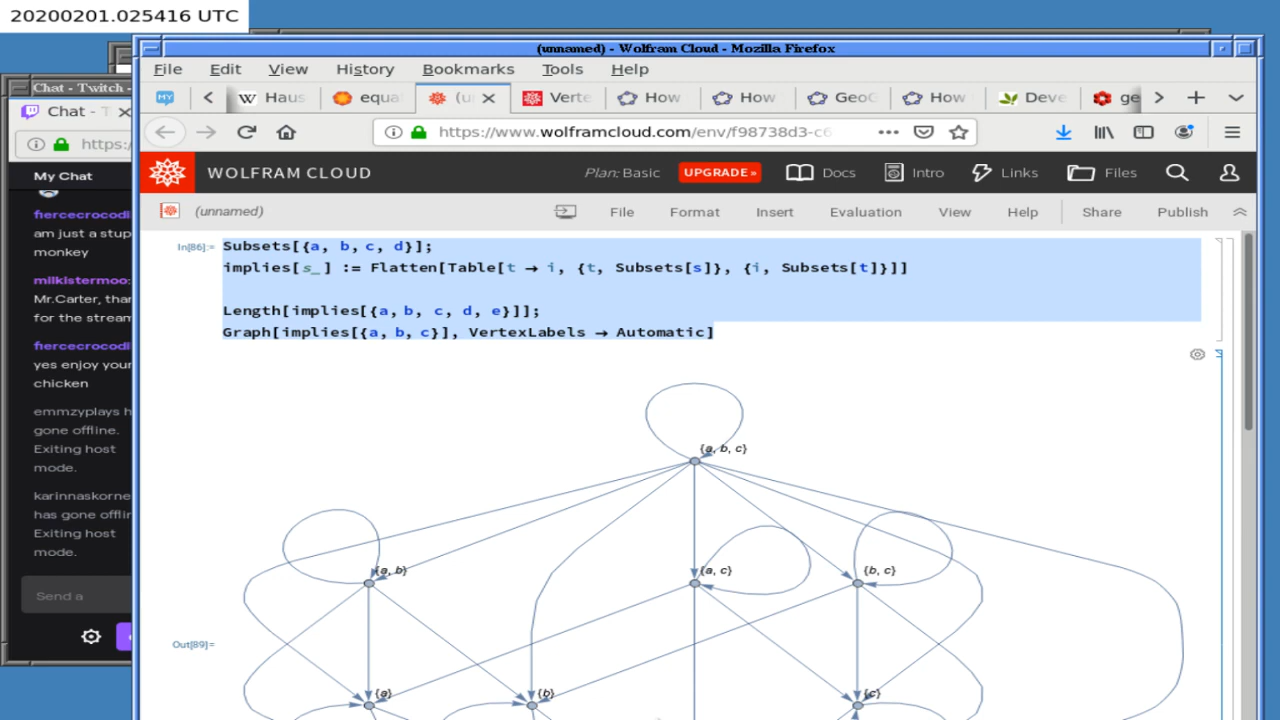 20200201.025416 UTC
(unnamed) - Wolfram Cloud - Mozilla Firefox
File Edit View History Bookmarks Tools Help
Chat - Twitch -
Chat - T
MY W Haus equa (u Verte How How GeoG How Deve ge
https://www.wolframcloud.com/env/f98738d3-c6
https:/
WOLFRAM CLOUD Plan: Basic UPGRADE » Docs Intro Links Files
My Chat
(unnamed) File Format Insert Evaluation View Help Share Publish
fiercecrocodi
am just a stup
monkey
milkistermoo:
Mr.Carter, tha
for the stream
fiercecrocodi
yes enjoy your
chicken
emmzyplays h
gone offline.
Exiting host
mode.
karinnaskorne
has gone offlin
Exiting host
mode.
Send a
In[86]:= Subsets[{a, b, c, d}];
implies[s_] := Flatten[Table[t → i, {t, Subsets[s]}, {i, Subsets[t]}]]
Length[implies[{a, b, c, d, e}]];
Graph[implies[{a, b, c}], VertexLabels → Automatic]
{a, b, c}
{a, b} {a, c} {b, c}
Out[89]=
{a} {b} {c}